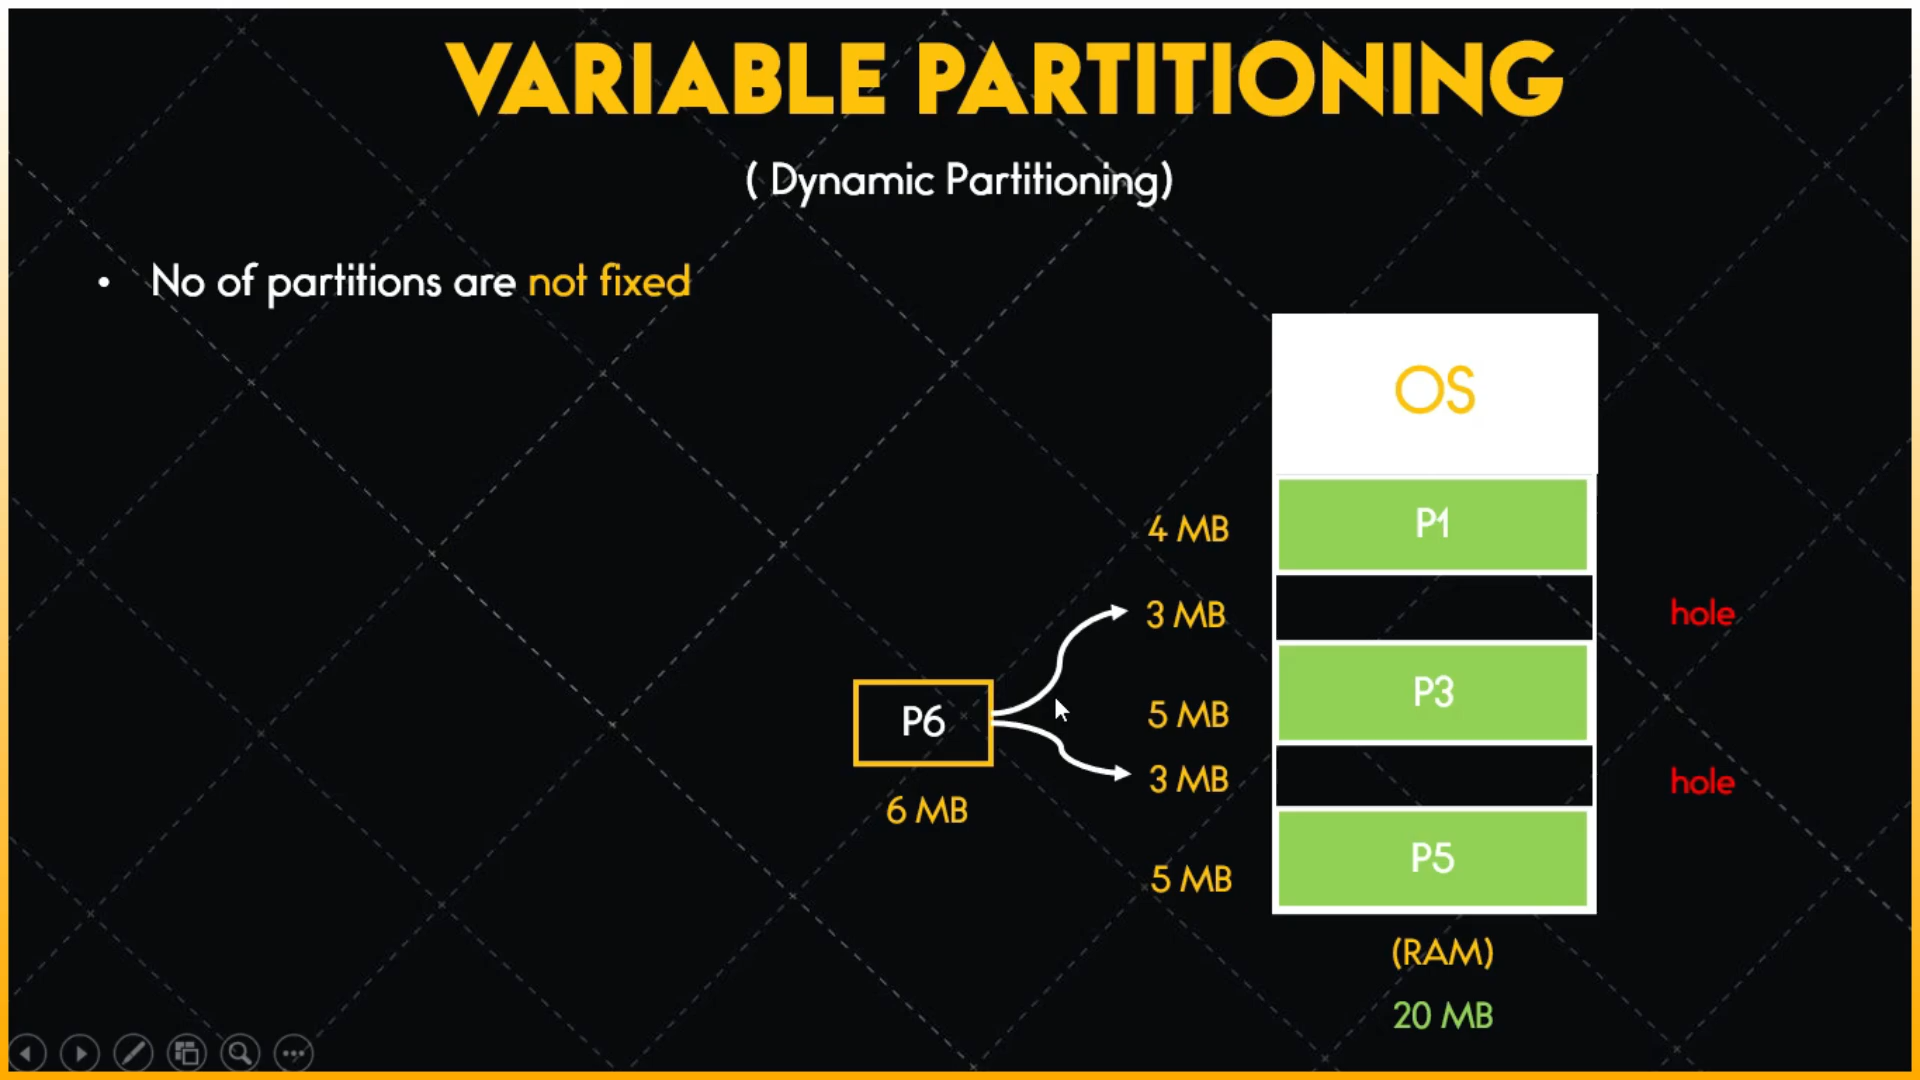 VARIABLE PARTITIONING
( Dynamic Partitioning)
• No of partitions are not fixed
OS
4 MB
P1
3 MB
hole
P6
6 MB
5 MB
P3
3 MB
hole
5 MB
P5
(RAM)
20 MB